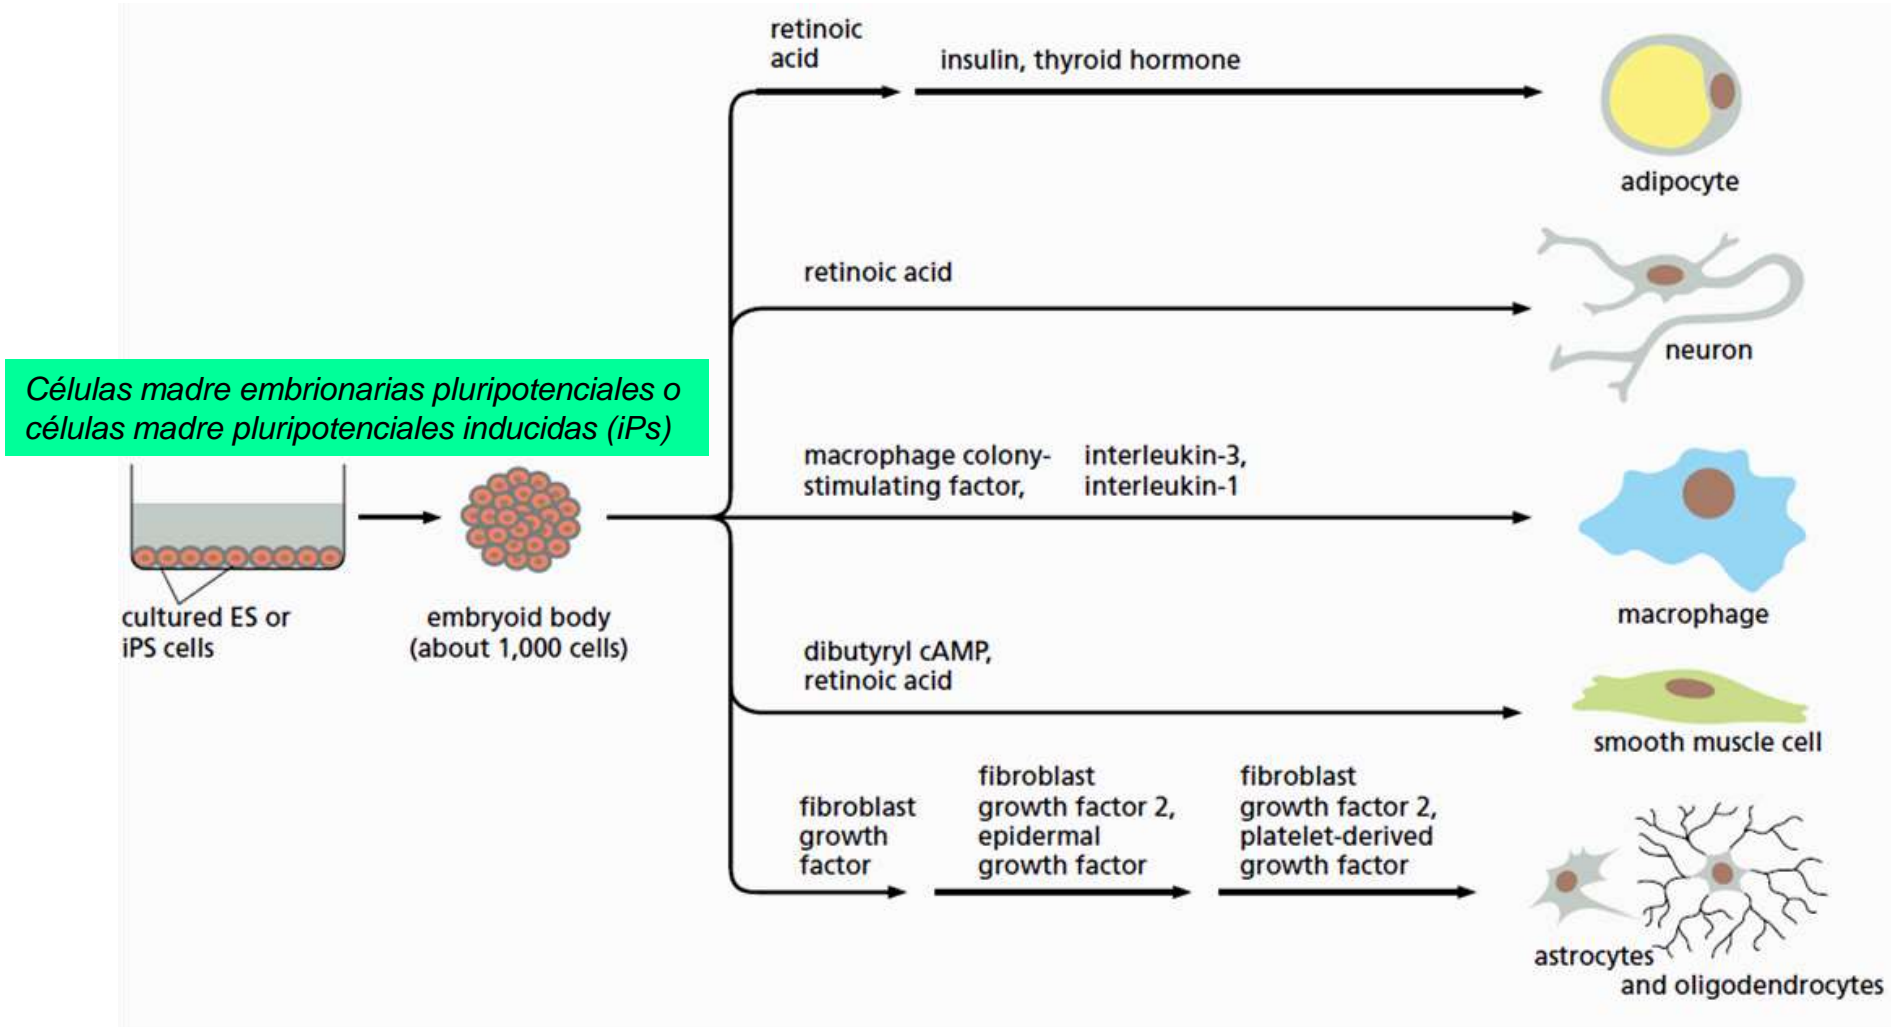 retinoic
acid
insulin, thyroid hormone
adipocyte
retinoic acid
neuron
Células madre embrionarias pluripotenciales o
células madre pluripotenciales inducidas (iPs)
macrophage colony-
stimulating factor,
interleukin-3,
interleukin-1
macrophage
cultured ES or
iPS cells
embryoid body
(about 1,000 cells)
dibutyryl cAMP,
retinoic acid
smooth muscle cell
fibroblast
growth
factor
fibroblast
growth factor 2,
epidermal
growth factor
fibroblast
growth factor 2,
platelet-derived
growth factor
astrocytes
and oligodendrocytes